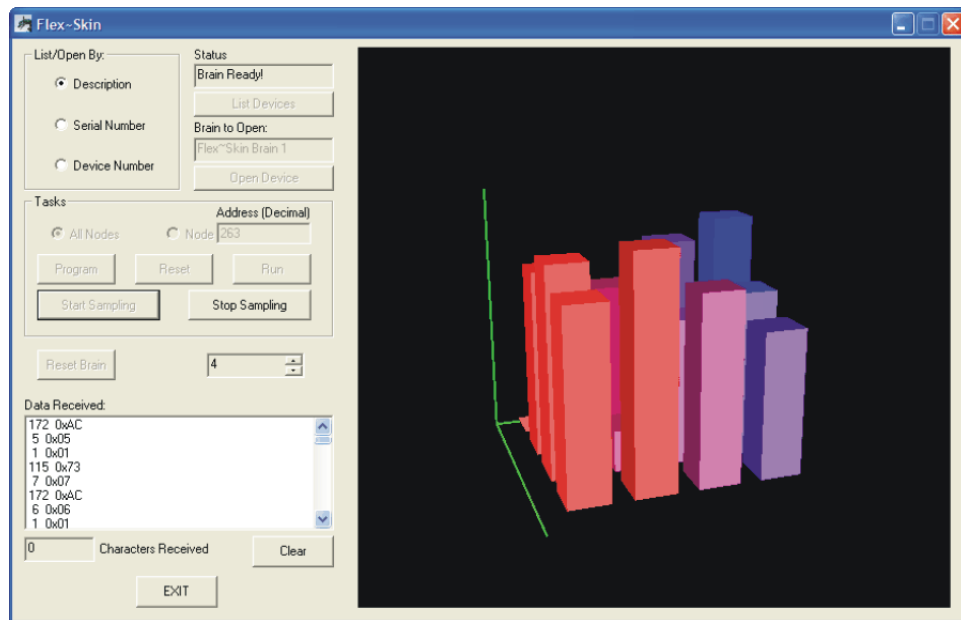 Flex~Skin
List/Open By:
Description
Serial Number
Device Number
Status
Brain Ready!
List Devices
Brain to Open:
Flex~Skin Brain 1
Open Device
Tasks
Address (Decimal)
All Nodes
Node
263
Program
Reset
Run
Start Sampling
Stop Sampling
Reset Brain
4
Data Received:
172 0xAC
5 0x05
1 0x01
115 0x73
7 0x07
172 0xAC
6 0x06
1 0x01
0
Characters Received
Clear
EXIT